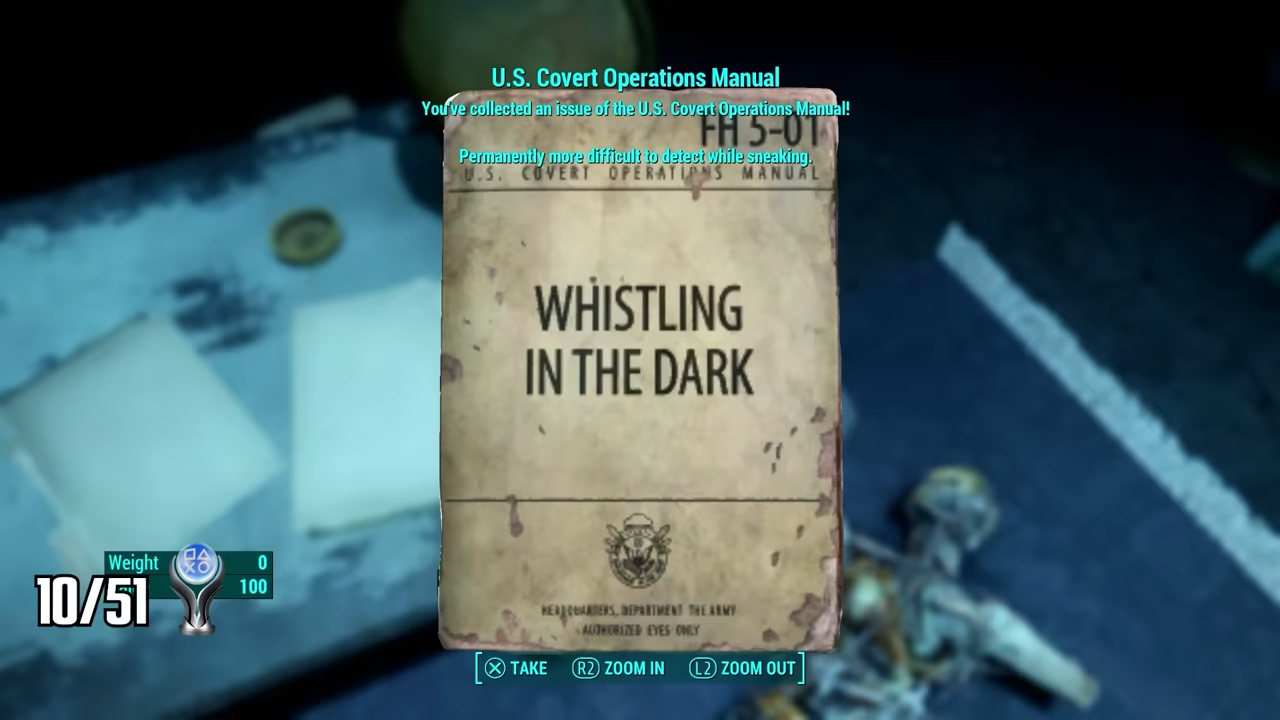 U.S. Covert Operations Manual
You've collected an issue of the U.S. Covert Operations Manual!
FH 5-01
Permanently more difficult to detect while sneaking.
U.S. COVERT OPERATIONS MANUAL
WHISTLING
IN THE DARK
HEADQUARTERS, DEPARTMENT THE ARMY
AUTHORIZED EYES ONLY
Weight 0
100
10/51
TAKE R2 ZOOM IN L2 ZOOM OUT